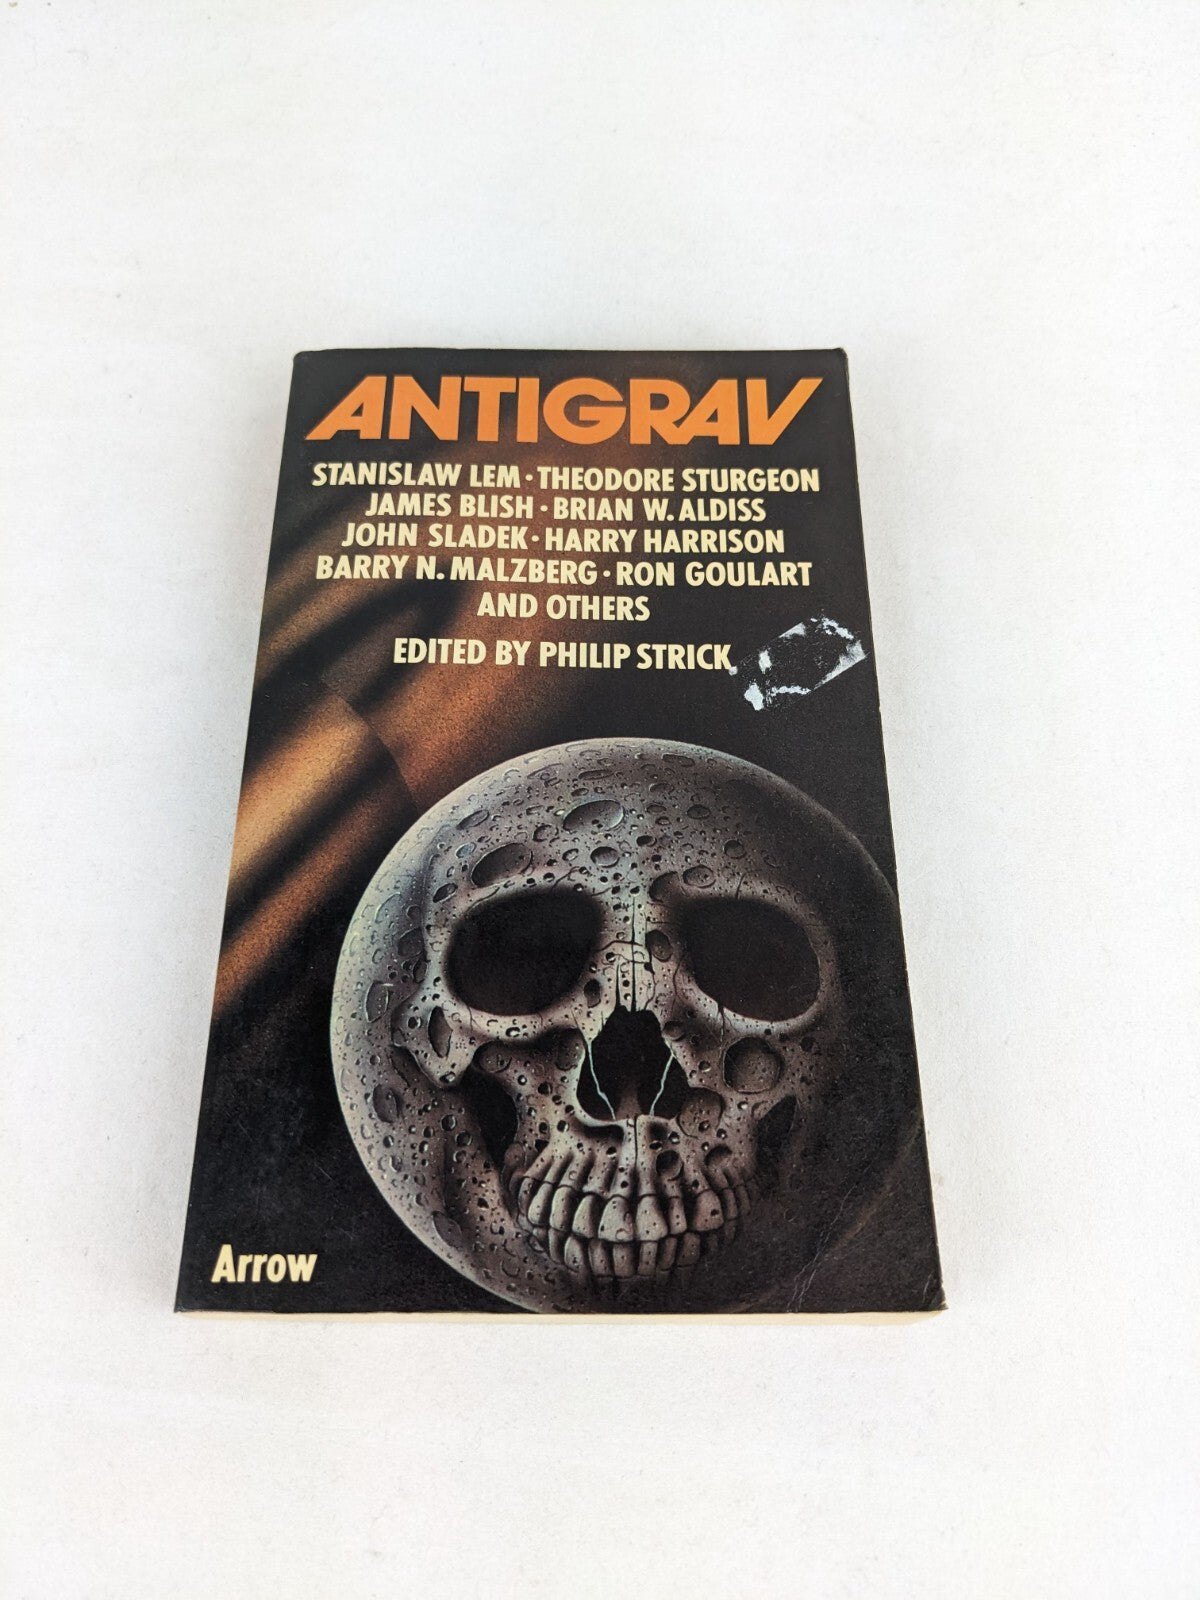 ANTIGRAV
STANISLAW LEM · THEODORE STURGEON
JAMES BLISH · BRIAN W. ALDISS
JOHN SLADEK · HARRY HARRISON
BARRY N. MALZBERG · RON GOULART
AND OTHERS
EDITED BY PHILIP STRICK
Arrow